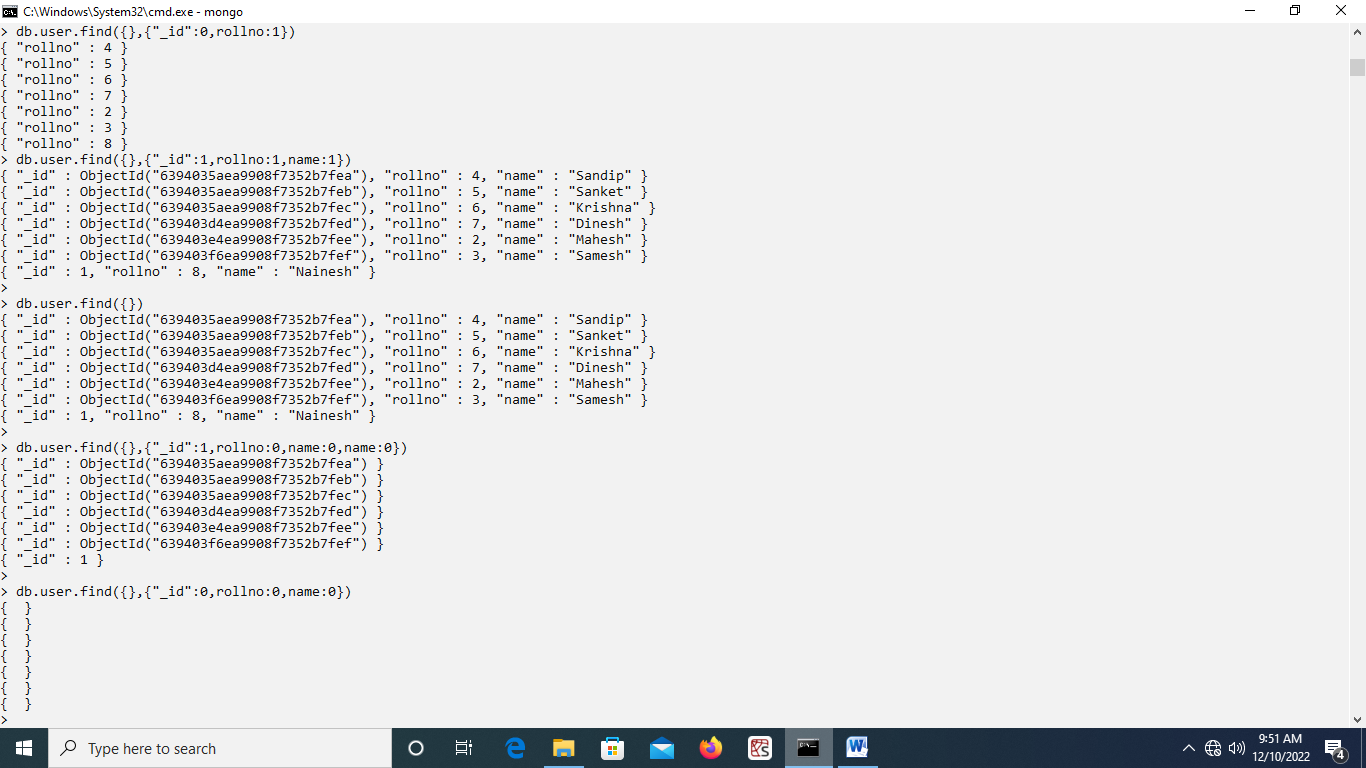 C:\Windows\System32\cmd.exe - mongo
> db.user.find({},{"_id":0,rollno:1})
{ "rollno" : 4 }
{ "rollno" : 5 }
{ "rollno" : 6 }
{ "rollno" : 7 }
{ "rollno" : 2 }
{ "rollno" : 3 }
{ "rollno" : 8 }
> db.user.find({},{"_id":1,rollno:1,name:1})
{ "_id" : ObjectId("6394035aea9908f7352b7fea"), "rollno" : 4, "name" : "Sandip" }
{ "_id" : ObjectId("6394035aea9908f7352b7feb"), "rollno" : 5, "name" : "Sanket" }
{ "_id" : ObjectId("6394035aea9908f7352b7fec"), "rollno" : 6, "name" : "Krishna" }
{ "_id" : ObjectId("639403d4ea9908f7352b7fed"), "rollno" : 7, "name" : "Dinesh" }
{ "_id" : ObjectId("639403e4ea9908f7352b7fee"), "rollno" : 2, "name" : "Mahesh" }
{ "_id" : ObjectId("639403f6ea9908f7352b7fef"), "rollno" : 3, "name" : "Samesh" }
{ "_id" : 1, "rollno" : 8, "name" : "Nainesh" }
>
> db.user.find({})
{ "_id" : ObjectId("6394035aea9908f7352b7fea"), "rollno" : 4, "name" : "Sandip" }
{ "_id" : ObjectId("6394035aea9908f7352b7feb"), "rollno" : 5, "name" : "Sanket" }
{ "_id" : ObjectId("6394035aea9908f7352b7fec"), "rollno" : 6, "name" : "Krishna" }
{ "_id" : ObjectId("639403d4ea9908f7352b7fed"), "rollno" : 7, "name" : "Dinesh" }
{ "_id" : ObjectId("639403e4ea9908f7352b7fee"), "rollno" : 2, "name" : "Mahesh" }
{ "_id" : ObjectId("639403f6ea9908f7352b7fef"), "rollno" : 3, "name" : "Samesh" }
{ "_id" : 1, "rollno" : 8, "name" : "Nainesh" }
>
> db.user.find({},{"_id":1,rollno:0,name:0,name:0})
{ "_id" : ObjectId("6394035aea9908f7352b7fea") }
{ "_id" : ObjectId("6394035aea9908f7352b7feb") }
{ "_id" : ObjectId("6394035aea9908f7352b7fec") }
{ "_id" : ObjectId("639403d4ea9908f7352b7fed") }
{ "_id" : ObjectId("639403e4ea9908f7352b7fee") }
{ "_id" : ObjectId("639403f6ea9908f7352b7fef") }
{ "_id" : 1 }
>
> db.user.find({},{"_id":0,rollno:0,name:0})
{  }
{  }
{  }
{  }
{  }
{  }
{  }
>
Type here to search
9:51 AM
12/10/2022
4